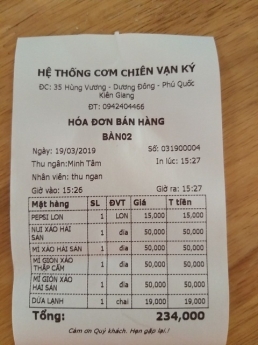 HỆ THỐNG CƠM CHIÊN VẠN KÝ
ĐC: 35 Hùng Vương - Dương Đông - Phú Quốc
Kiên Giang
ĐT: 0942404466
HÓA ĐƠN BÁN HÀNG
BÀN02
Ngày: 19/03/2019 Số: 031900004
Thu ngân:Minh Tâm In lúc: 15:27
Nhân viên: thu ngan
Giờ vào: 15:26 Giờ ra: 15:27
Mặt hàng SL ĐVT Giá T tiền
PEPSI LON 1 LON 15,000 15,000
NUI XÀO HẢI SẢN 1 dĩa 50,000 50,000
MÌ XÀO HẢI SẢN 1 dĩa 50,000 50,000
MÌ GIÒN XÀO THẬP CẨM 1 dĩa 50,000 50,000
MÌ GIÒN XÀO HẢI SẢN 1 dĩa 50,000 50,000
DỪA LẠNH 1 chai 19,000 19,000
Tổng: 234,000
Cám ơn Quý khách. Hẹn gặp lại!